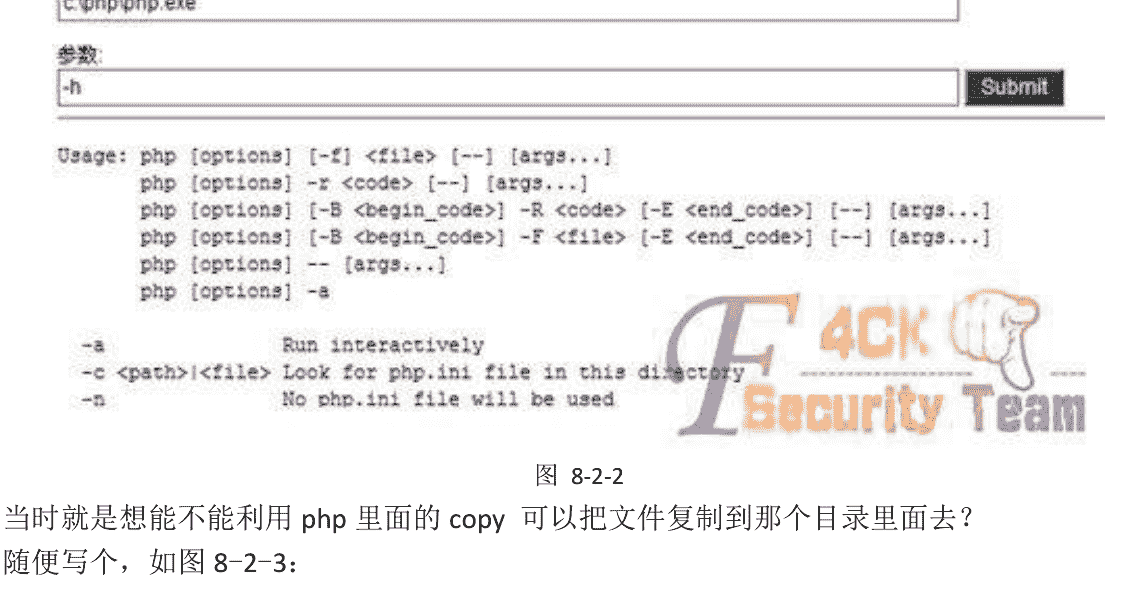 c:\php\php.exe
参数:
-h
Submit
Usage: php [options] [-f] <file> [--] [args...]
php [options] -r <code> [--] [args...]
php [options] [-B <begin_code>] -R <code> [-E <end_code>] [--] [args...]
php [options] [-B <begin_code>] -F <file> [-E <end_code>] [--] [args...]
php [options] -- [args...]
php [options] -a
-a Run interactively
-c <path>|<file> Look for php.ini file in this directory
-n No php.ini file will be used
F4CK
Security Team
图 8-2-2
当时就是想能不能利用 php 里面的 copy 可以把文件复制到那个目录里面去？
随便写个，如图 8-2-3：